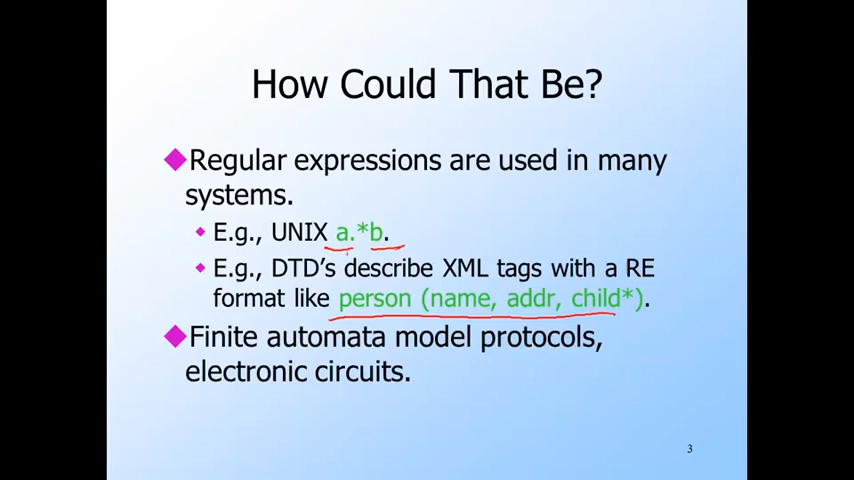 How Could That Be?
Regular expressions are used in many
systems.
E.g., UNIX a.*b.
E.g., DTD's describe XML tags with a RE
format like person (name, addr, child*).
Finite automata model protocols,
electronic circuits.
3